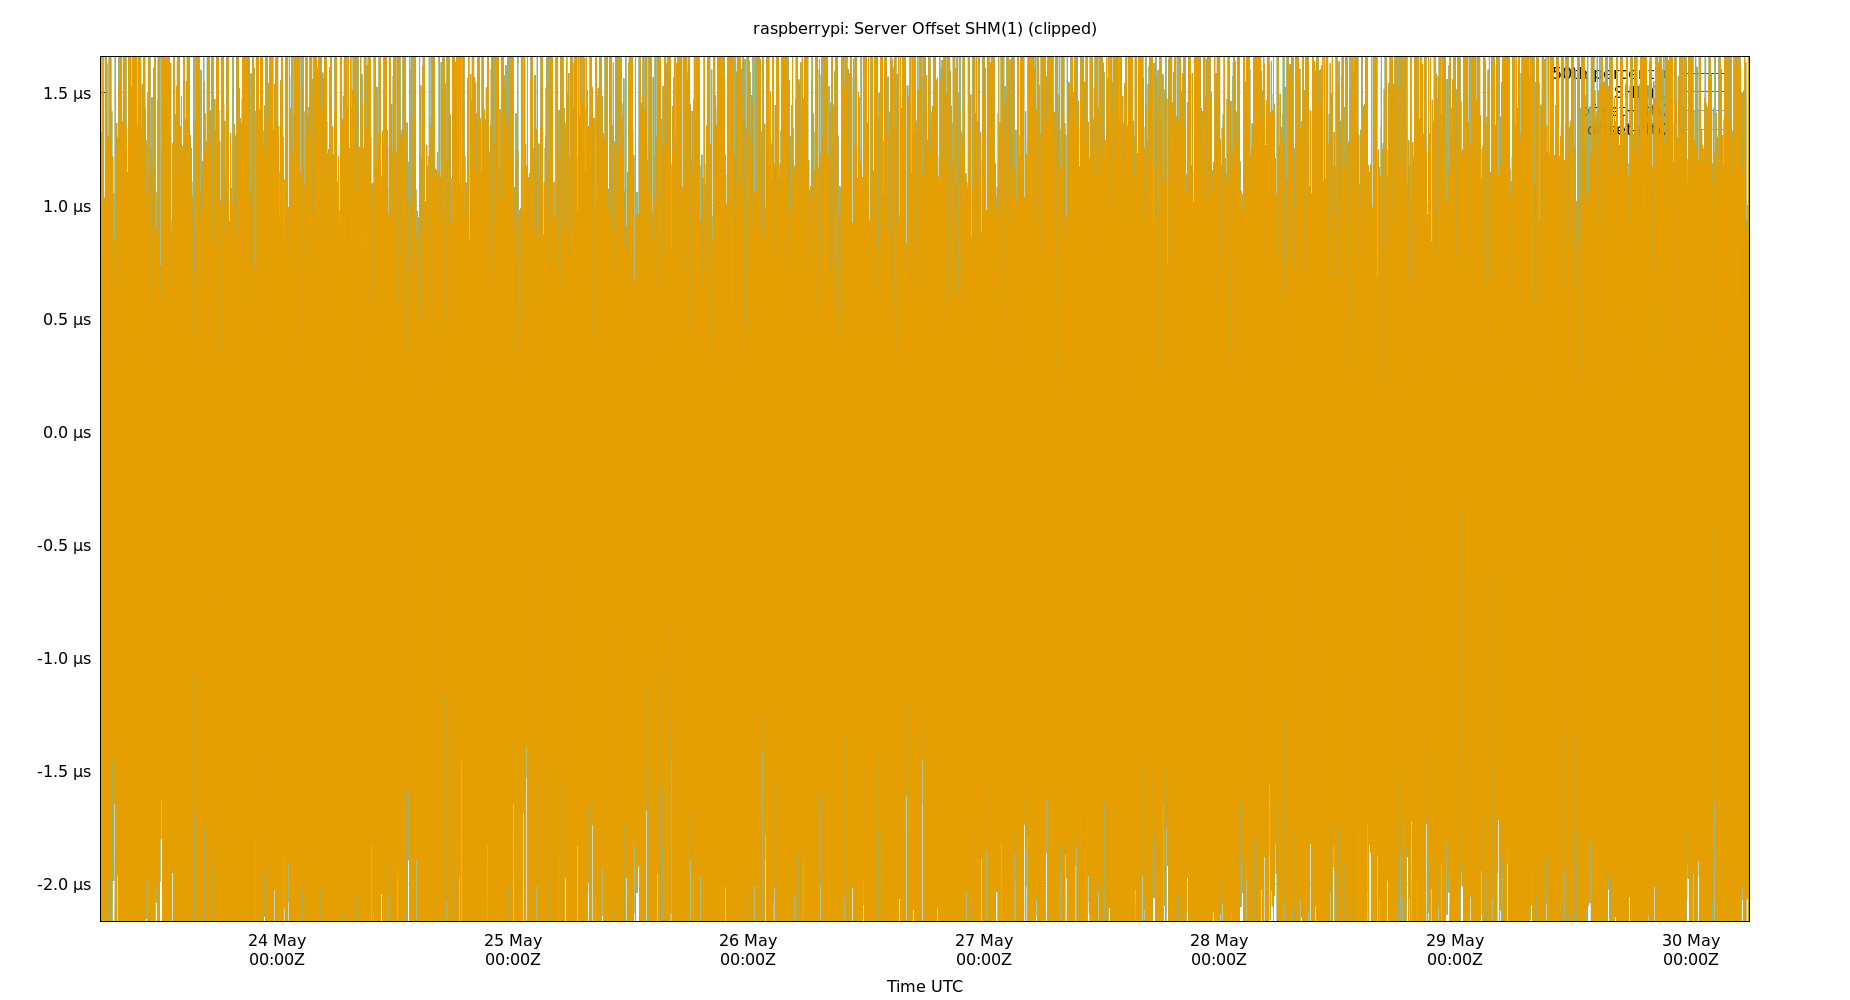 raspberrypi: Server Offset SHM(1) (clipped)
1.5 µs
1.0 µs
0.5 µs
0.0 µs
-0.5 µs
-1.0 µs
-1.5 µs
-2.0 µs
24 May
00:00Z
25 May
00:00Z
26 May
00:00Z
27 May
00:00Z
28 May
00:00Z
29 May
00:00Z
30 May
00:00Z
Time UTC